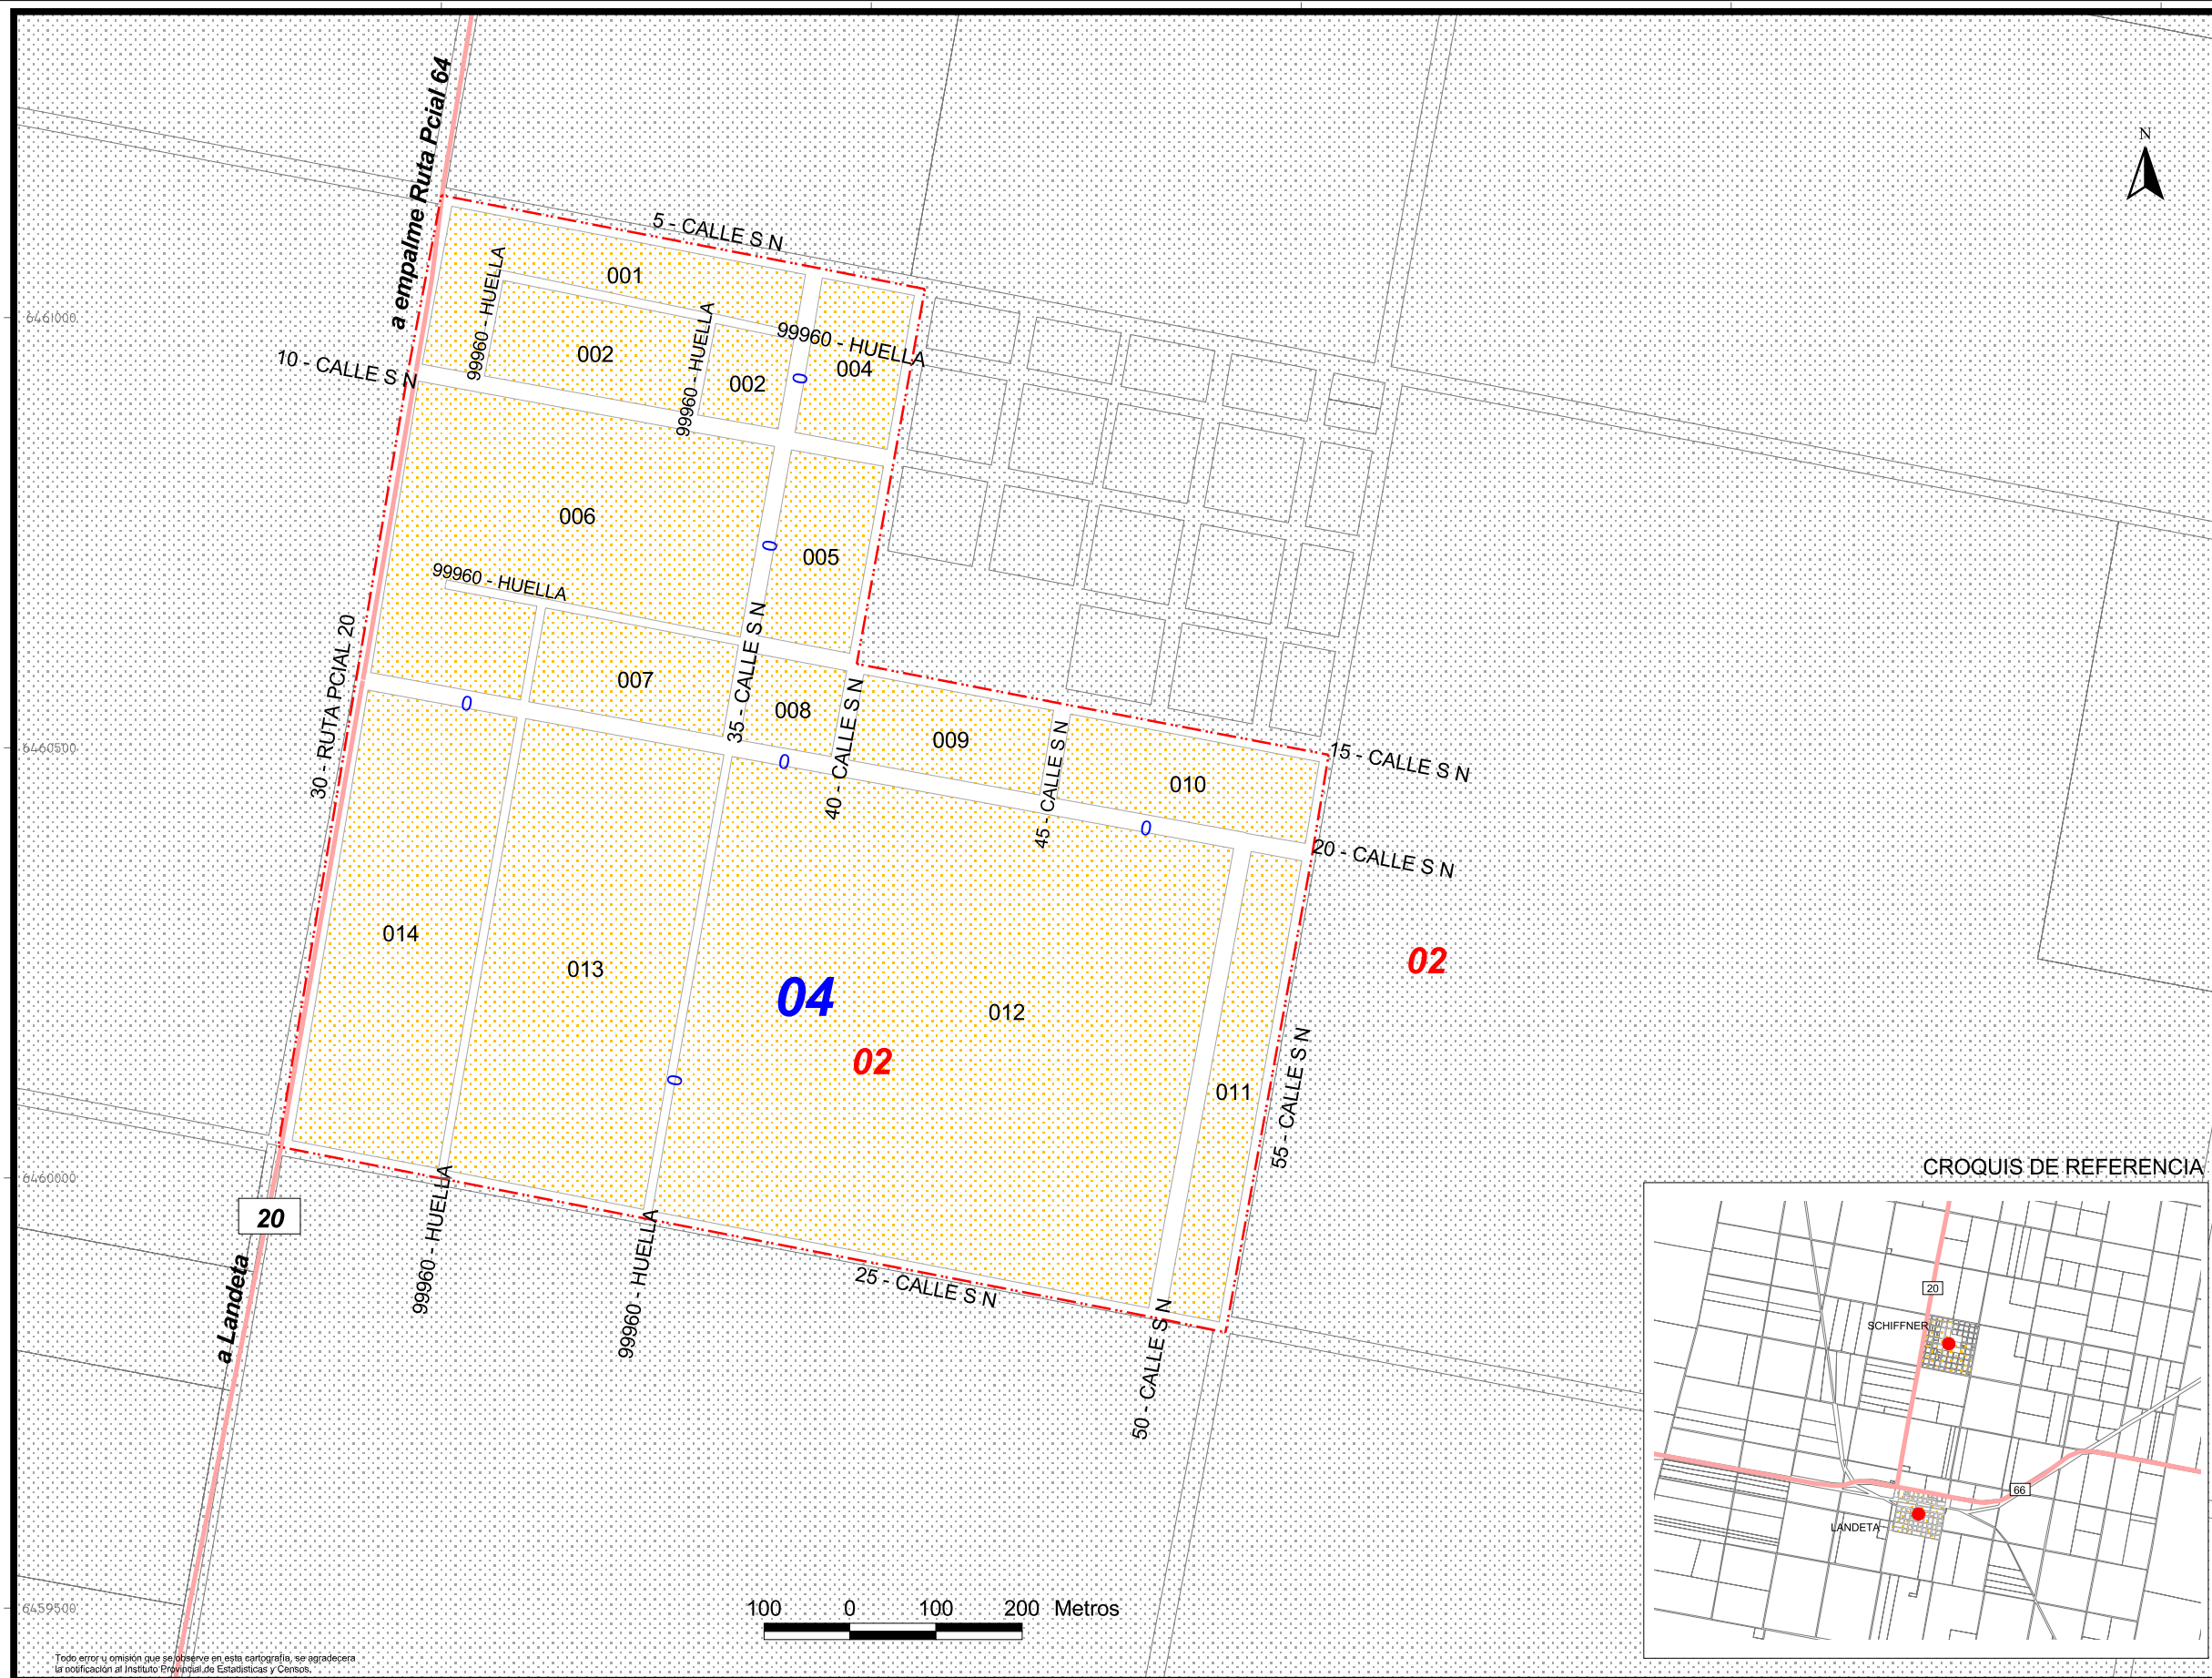 a empalme Ruta Pcial 64
N
5 - CALLE S N
001
99960 - HUELLA
6461000
99960 - HUELLA
99960 - HUELLA
002
10 - CALLE S N
004
002
0
006
0
005
99960 - HUELLA
30 - RUTA PCIAL 20
35 - CALLE S N
007
0
008
40 - CALLE S N
009
45 - CALLE S N
6460500
15 - CALLE S N
0
010
0
20 - CALLE S N
014
013
04
012
02
02
0
011
55 - CALLE S N
6460000
CROQUIS DE REFERENCIA
20
99960 - HUELLA
99960 - HUELLA
25 - CALLE S N
50 - CALLE S N
a Landeta
20
SCHIFFNER
66
LANDETA
100 0 100 200 Metros
6459500
Todo error u omisión que se observe en esta cartografía, se agradecera
la notificación al Instituto Provincial de Estadisticas y Censos.